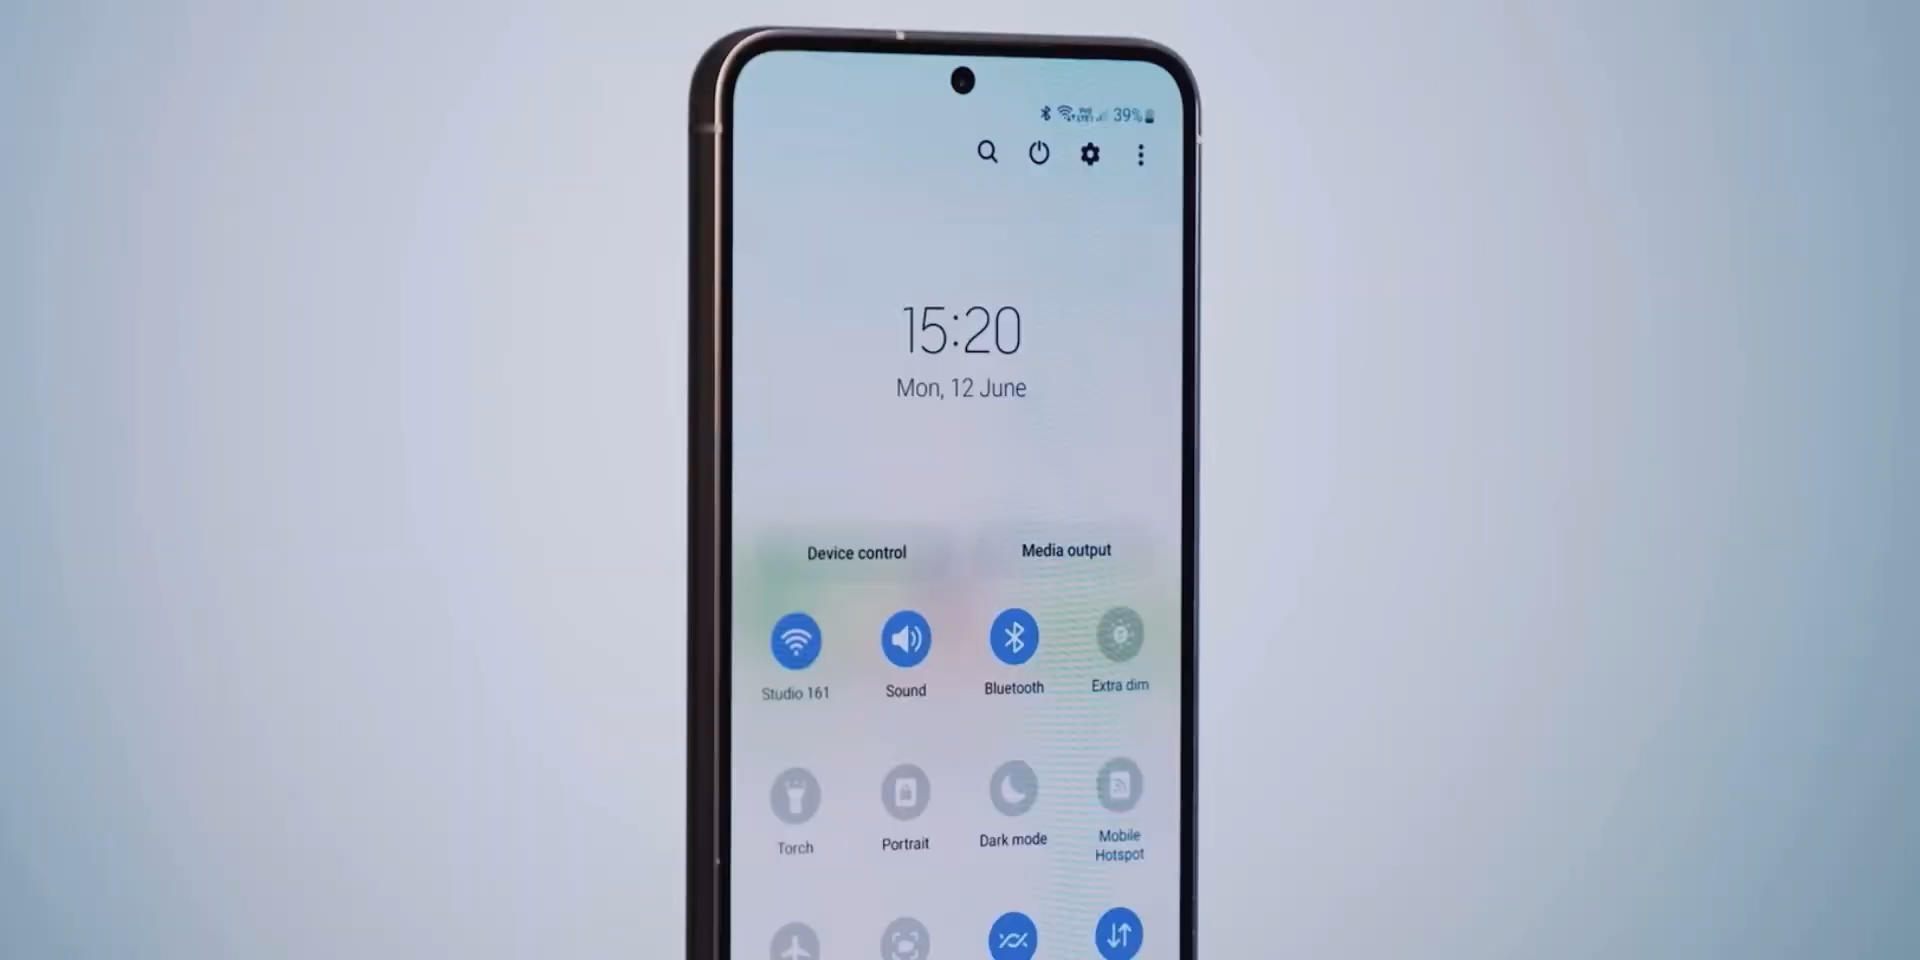 39%
15:20
Mon, 12 June
Device control
Media output
Studio 161
Sound
Bluetooth
Extra dim
Torch
Portrait
Dark mode
Mobile
Hotspot